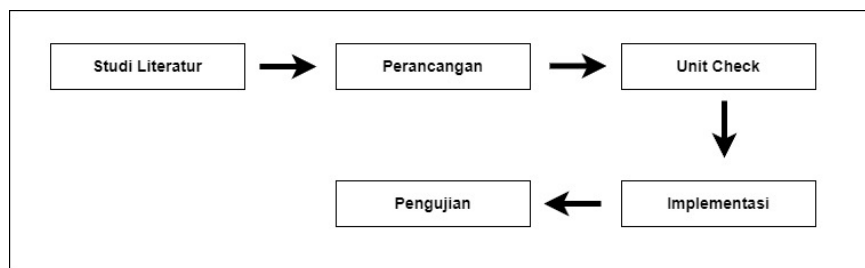 Studi Literatur
Perancangan
Unit Check
Implementasi
Pengujian